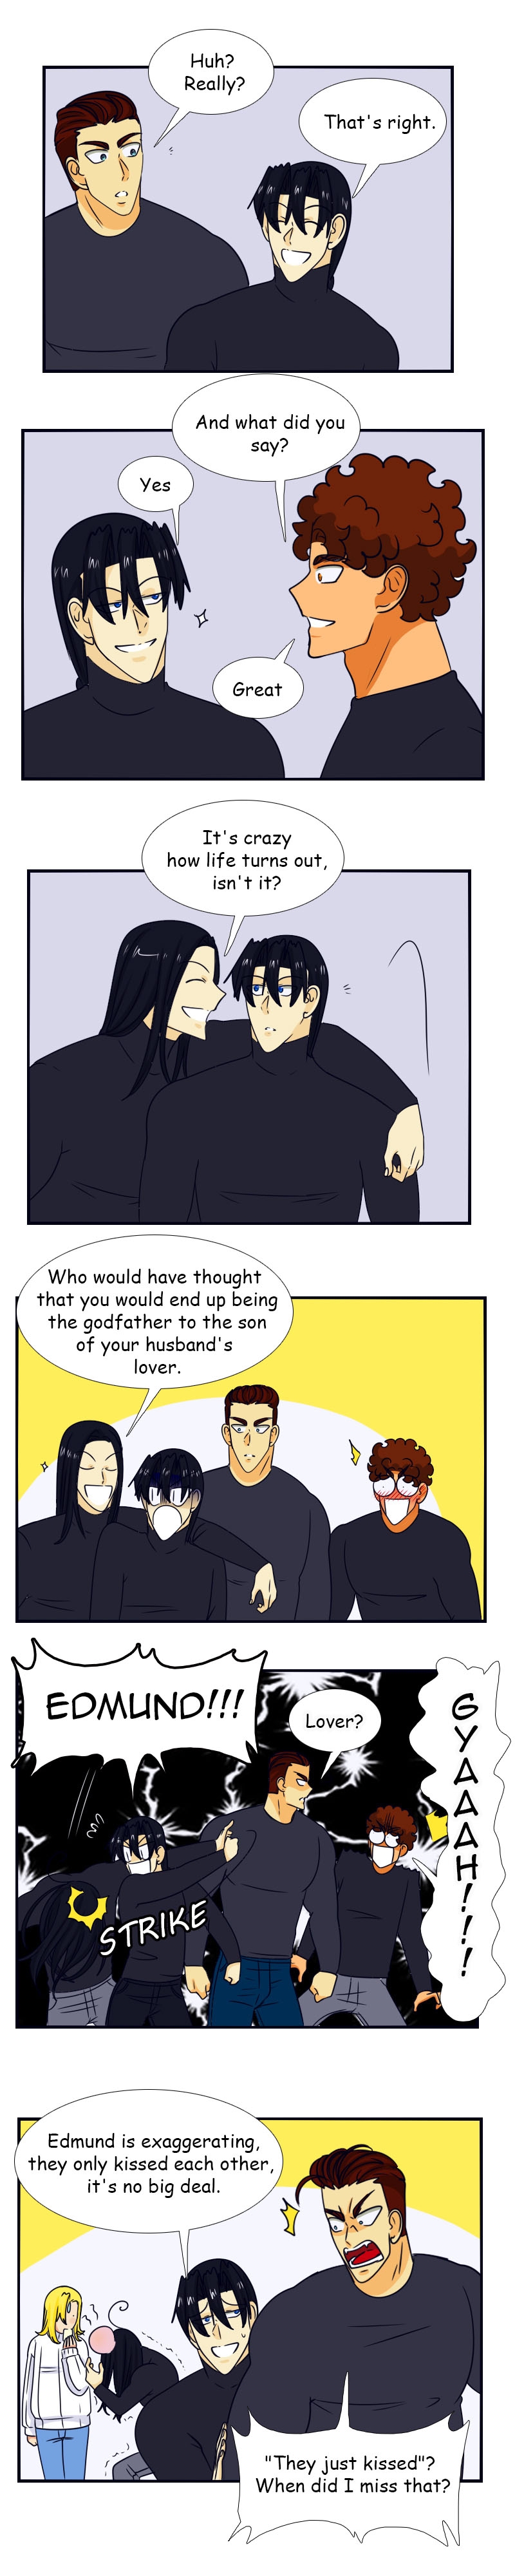 Huh?
Really?
That's right.
And what did you
say?
Yes
Great
It's crazy
how life turns out,
isn't it?
Who would have thought
that you would end up being
the godfather to the son
of your husband's
lover.
EDMUND!!!
Lover?
GYAAAH!!!
STRIKE
Edmund is exaggerating,
they only kissed each other,
it's no big deal.
"They just kissed"?
When did I miss that?